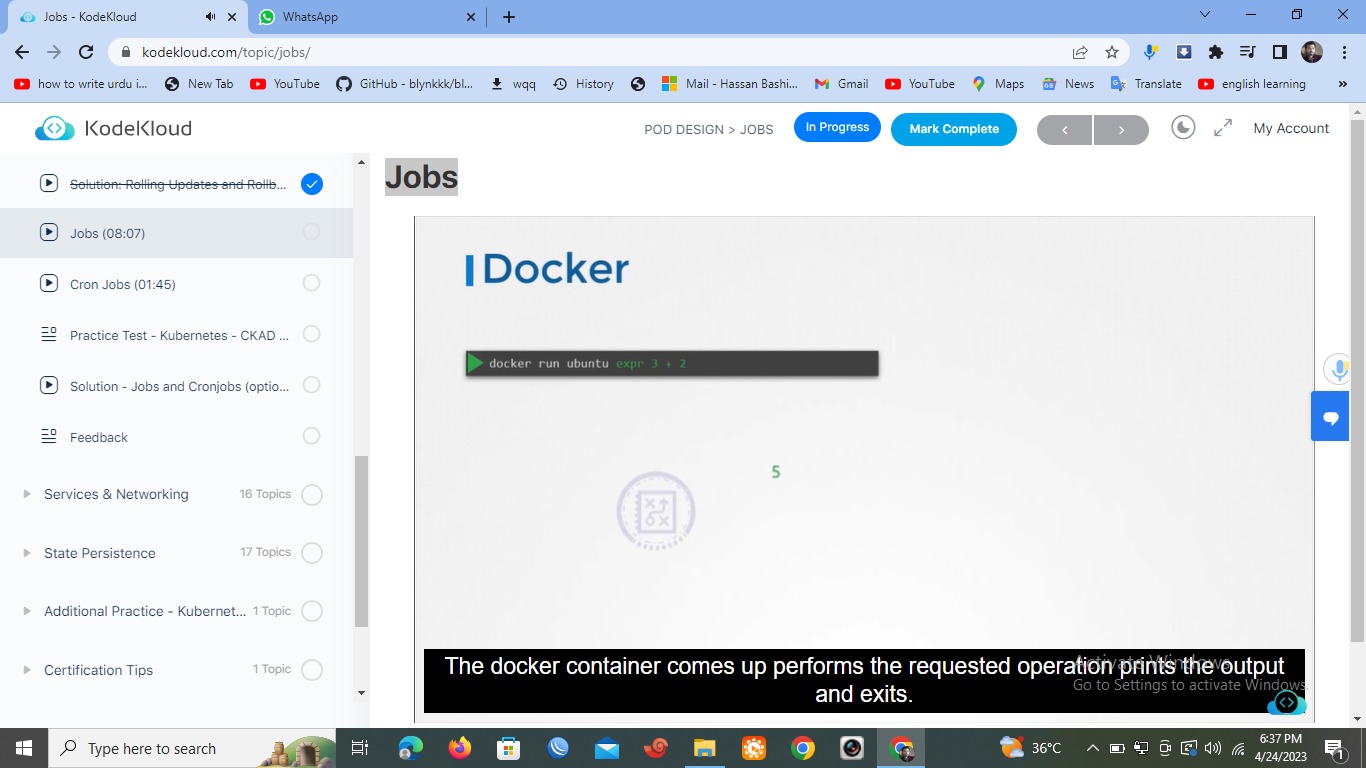 Jobs - KodeKloud
WhatsApp
kodekloud.com/topic/jobs/
how to write urdu i...
New Tab
YouTube
GitHub - blynkkk/bl...
wqq
History
Mail - Hassan Bashi...
Gmail
YouTube
Maps
News
Translate
english learning
KodeKloud
POD DESIGN > JOBS
In Progress
Mark Complete
My Account
Solution: Rolling Updates and Rollb...
Jobs (08:07)
Cron Jobs (01:45)
Practice Test - Kubernetes - CKAD ...
Solution - Jobs and Cronjobs (optio...
Feedback
Services & Networking 16 Topics
State Persistence 17 Topics
Additional Practice - Kubernet... 1 Topic
Certification Tips 1 Topic
Jobs
Docker
docker run ubuntu expr 3 + 2
5
The docker container comes up performs the requested operation prints the output
and exits.
Activate Windows
Go to Settings to activate Windows.
Type here to search
36°C
6:37 PM
4/24/2023
1